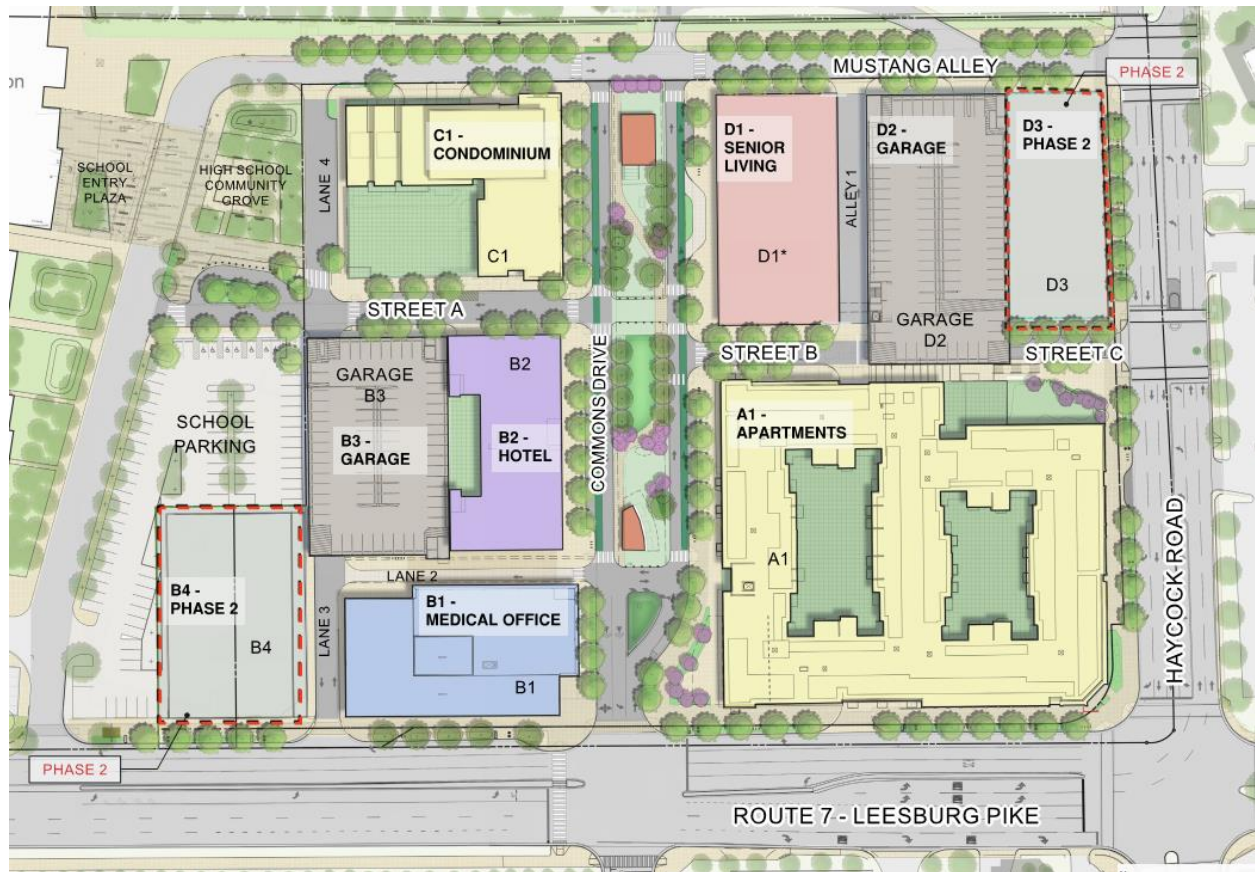 on
MUSTANG ALLEY
PHASE 2
C1 -
CONDOMINIUM
D1 -
SENIOR
LIVING
D2 -
GARAGE
D3 -
PHASE 2
SCHOOL
ENTRY
PLAZA
HIGH SCHOOL
COMMUNITY
GROVE
LANE 4
ALLEY 1
C1
D1*
D3
STREET A
GARAGE
D2
STREET B
STREET C
GARAGE
B3
B2
SCHOOL
PARKING
B3 -
GARAGE
B2 -
HOTEL
COMMONS DRIVE
A1 -
APARTMENTS
A1
HAYCOCK ROAD
LANE 2
B4 -
PHASE 2
B4
LANE 3
B1 -
MEDICAL OFFICE
B1
PHASE 2
ROUTE 7 - LEESBURG PIKE